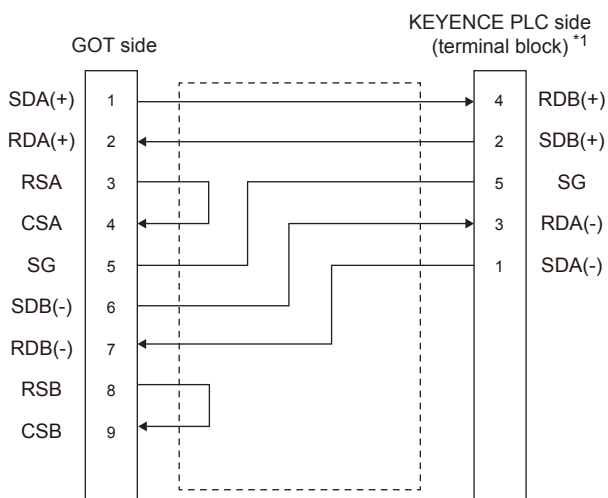 KEYENCE PLC side
GOT side (terminal block) *1
SDA(+) 1 4 RDB(+)
RDA(+) 2 2 SDB(+)
RSA 3 5 SG
CSA 4 3 RDA(-)
SG 5 1 SDA(-)
SDB(-) 6
RDB(-) 7
RSB 8
CSB 9